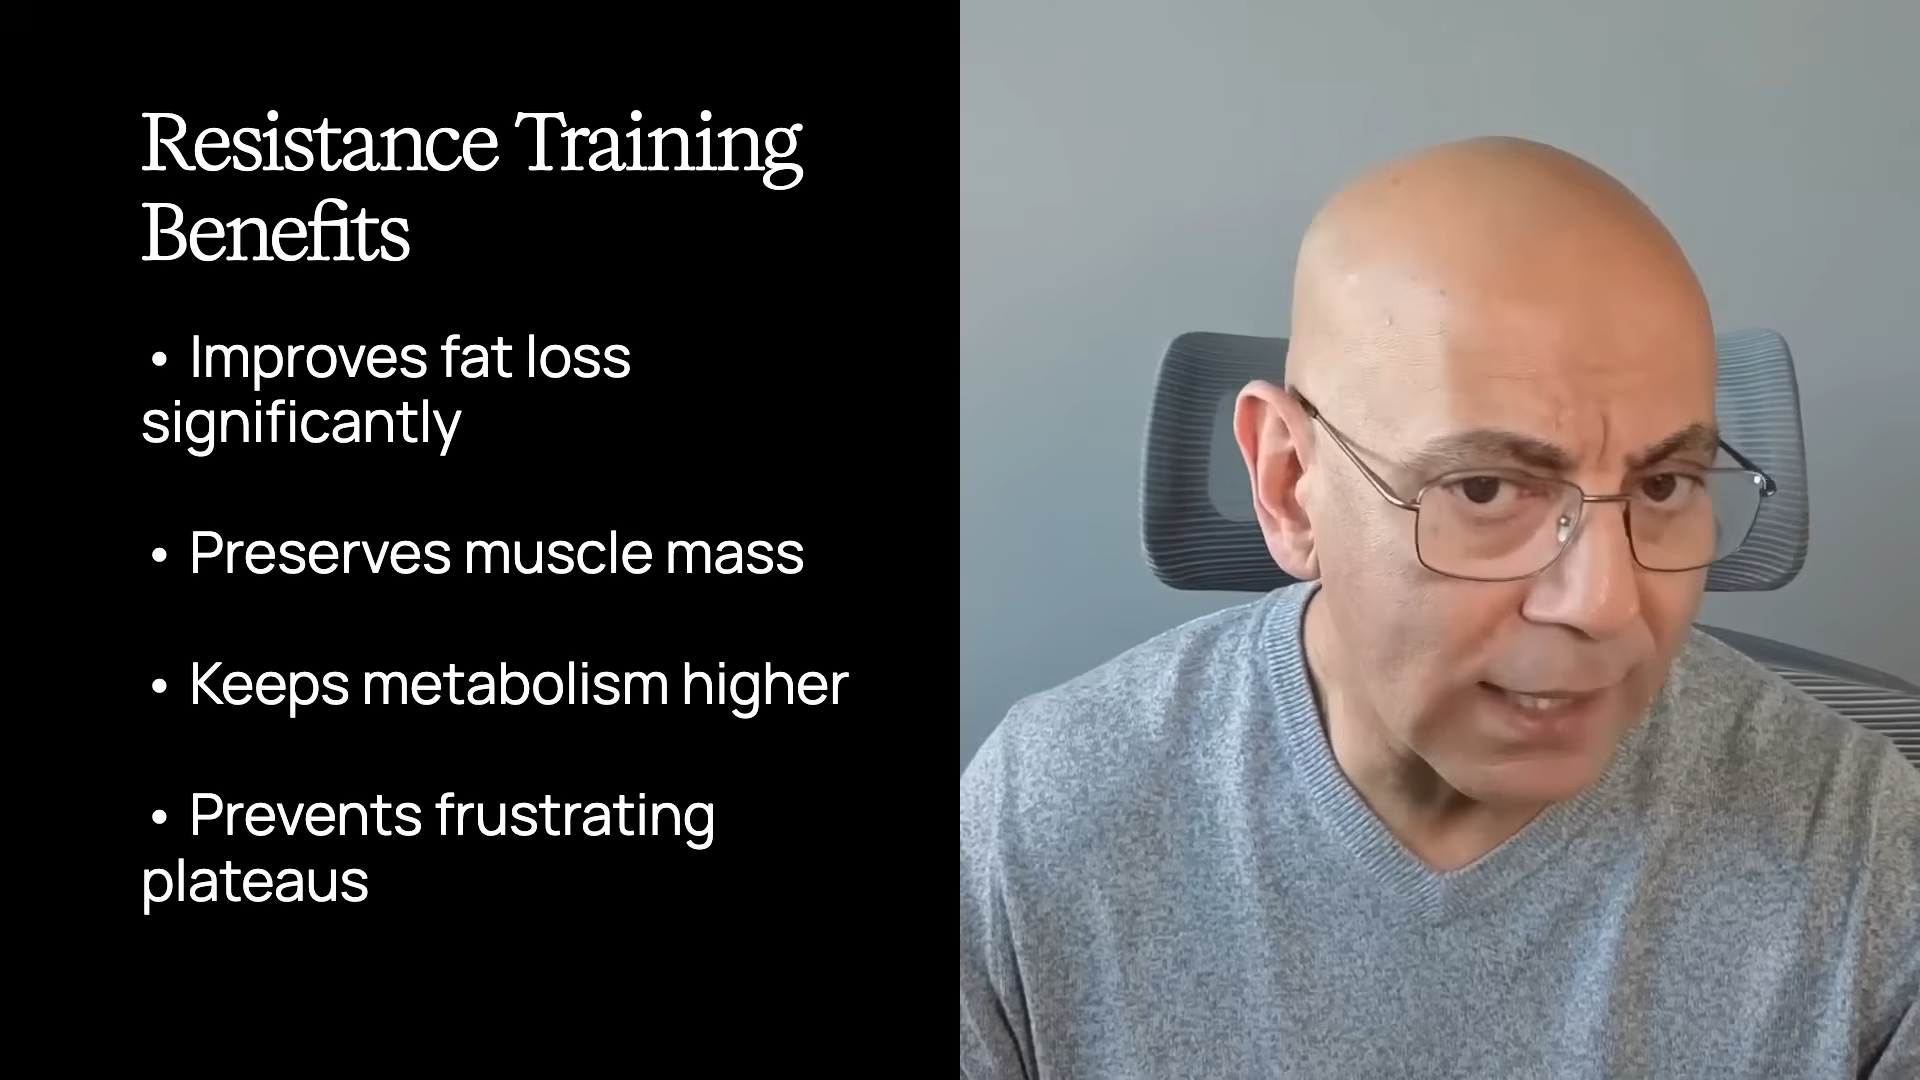 Resistance Training
Benefits
• Improves fat loss
significantly
• Preserves muscle mass
• Keeps metabolism higher
• Prevents frustrating
plateaus